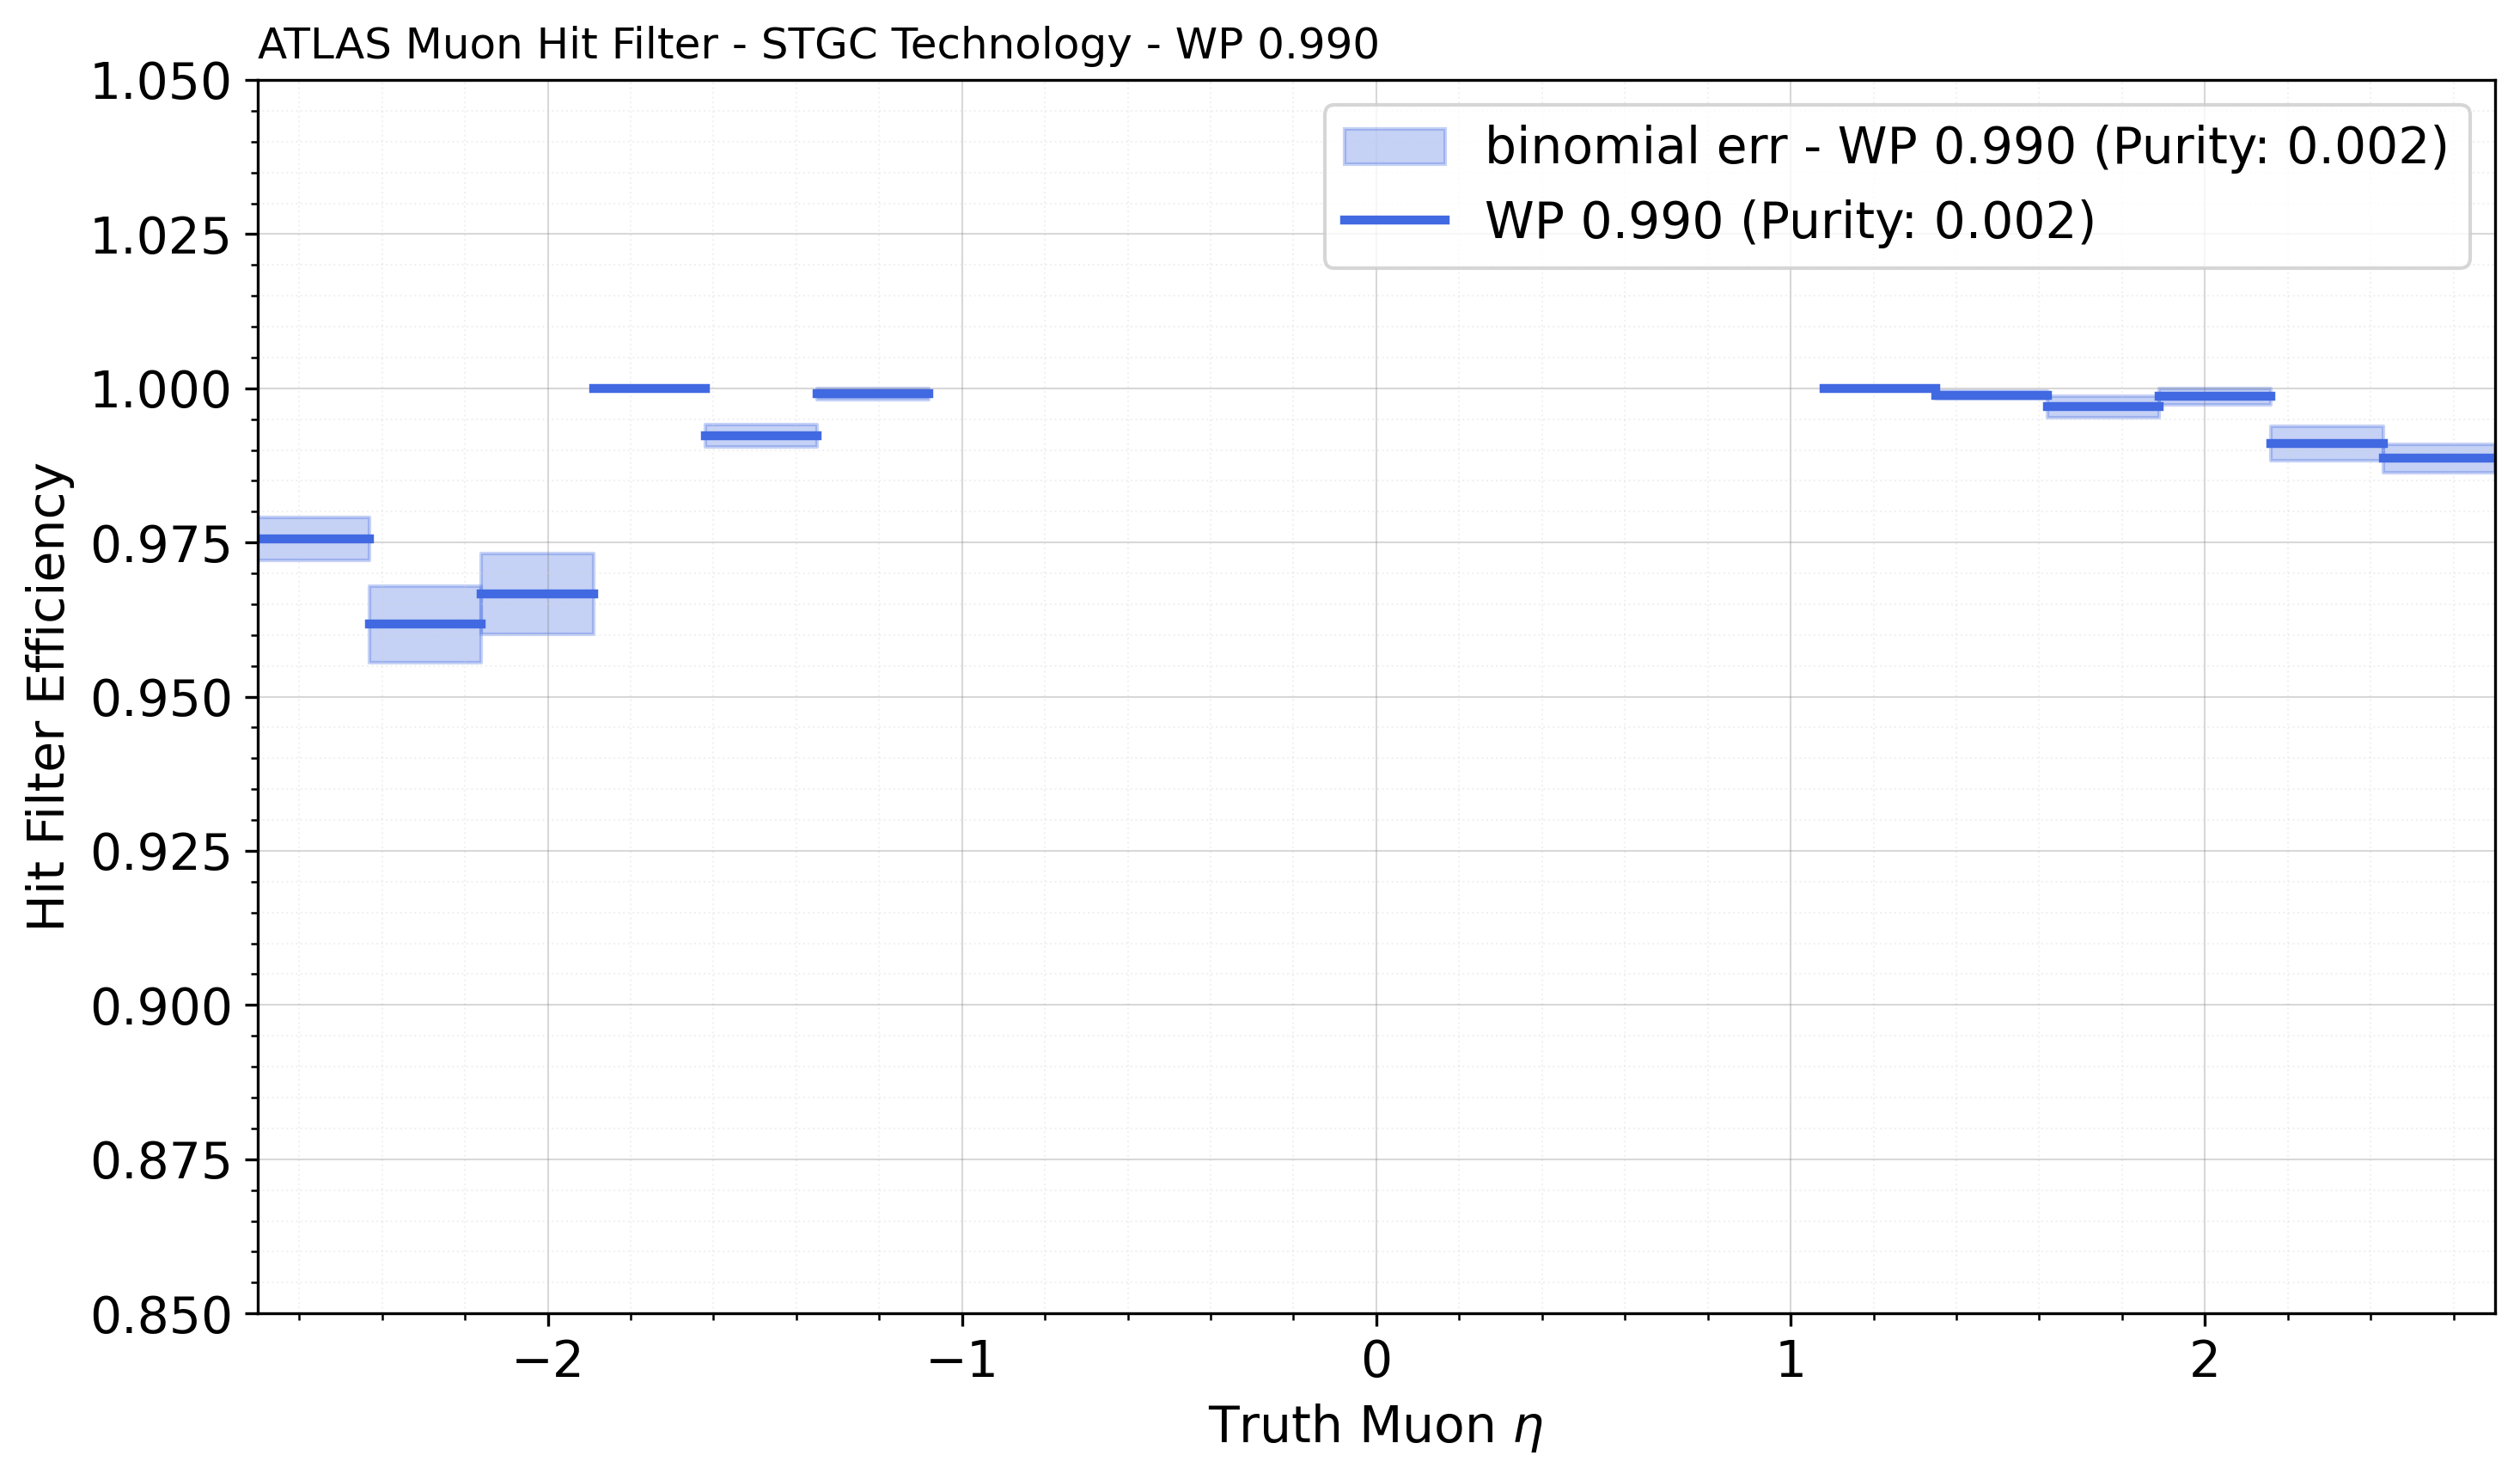 ATLAS Muon Hit Filter - STGC Technology - WP 0.990
binomial err - WP 0.990 (Purity: 0.002)
WP 0.990 (Purity: 0.002)
Hit Filter Efficiency
1.050
1.025
1.000
0.975
0.950
0.925
0.900
0.875
0.850
−2 −1 0 1 2
Truth Muon η